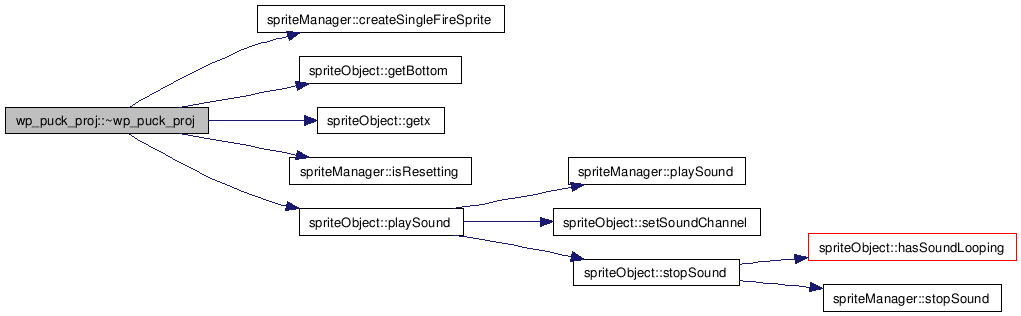 spriteManager::createSingleFireSprite
spriteObject::getBottom
wp_puck_proj::~wp_puck_proj
spriteObject::getx
spriteManager::isResetting
spriteManager::playSound
spriteObject::playSound
spriteObject::setSoundChannel
spriteObject::hasSoundLooping
spriteObject::stopSound
spriteManager::stopSound